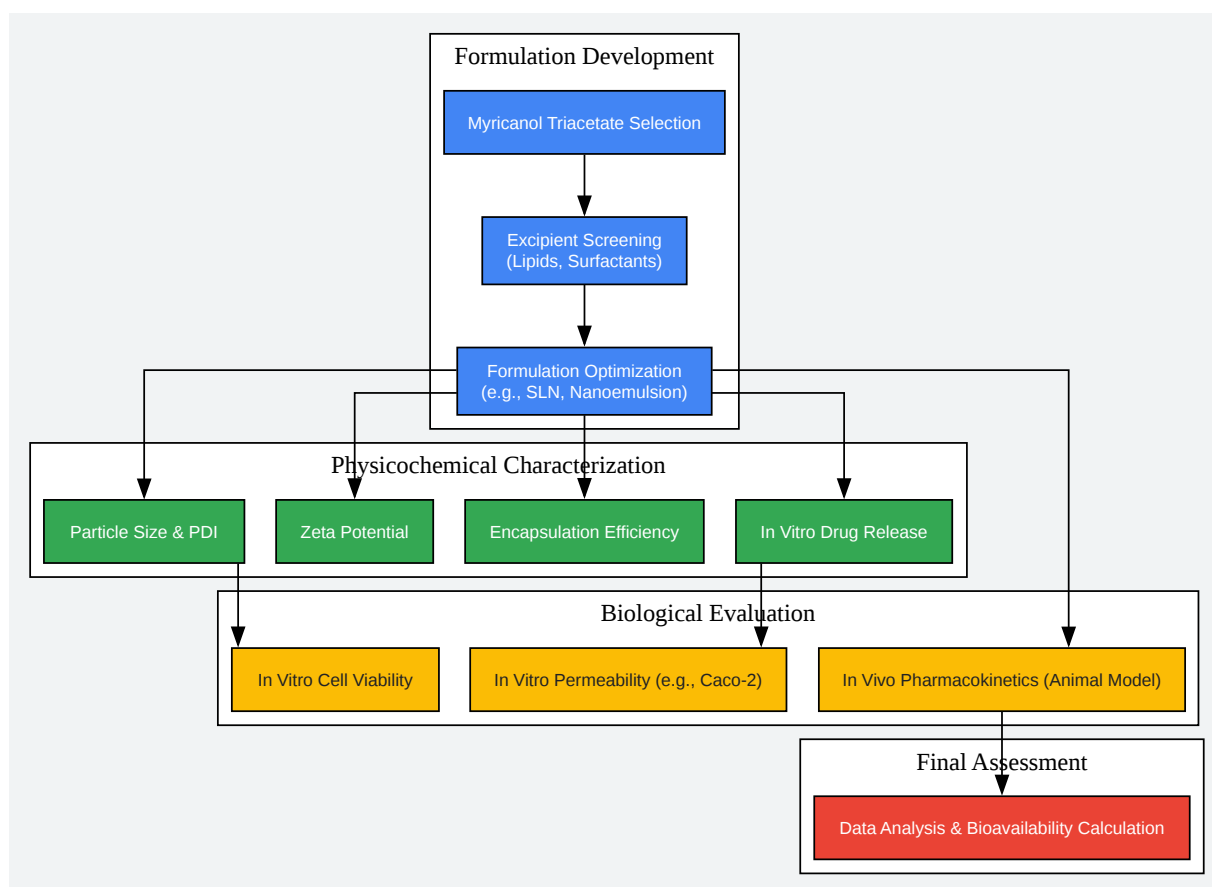 Formulation Development
Myricanol Triacetate Selection
Excipient Screening
(Lipids, Surfactants)
Formulation Optimization
(e.g., SLN, Nanoemulsion)
Physicochemical Characterization
Particle Size & PDI
Zeta Potential
Encapsulation Efficiency
In Vitro Drug Release
Biological Evaluation
In Vitro Cell Viability
In Vitro Permeability (e.g., Caco-2)
In Vivo Pharmacokinetics (Animal Model)
Final Assessment
Data Analysis & Bioavailability Calculation